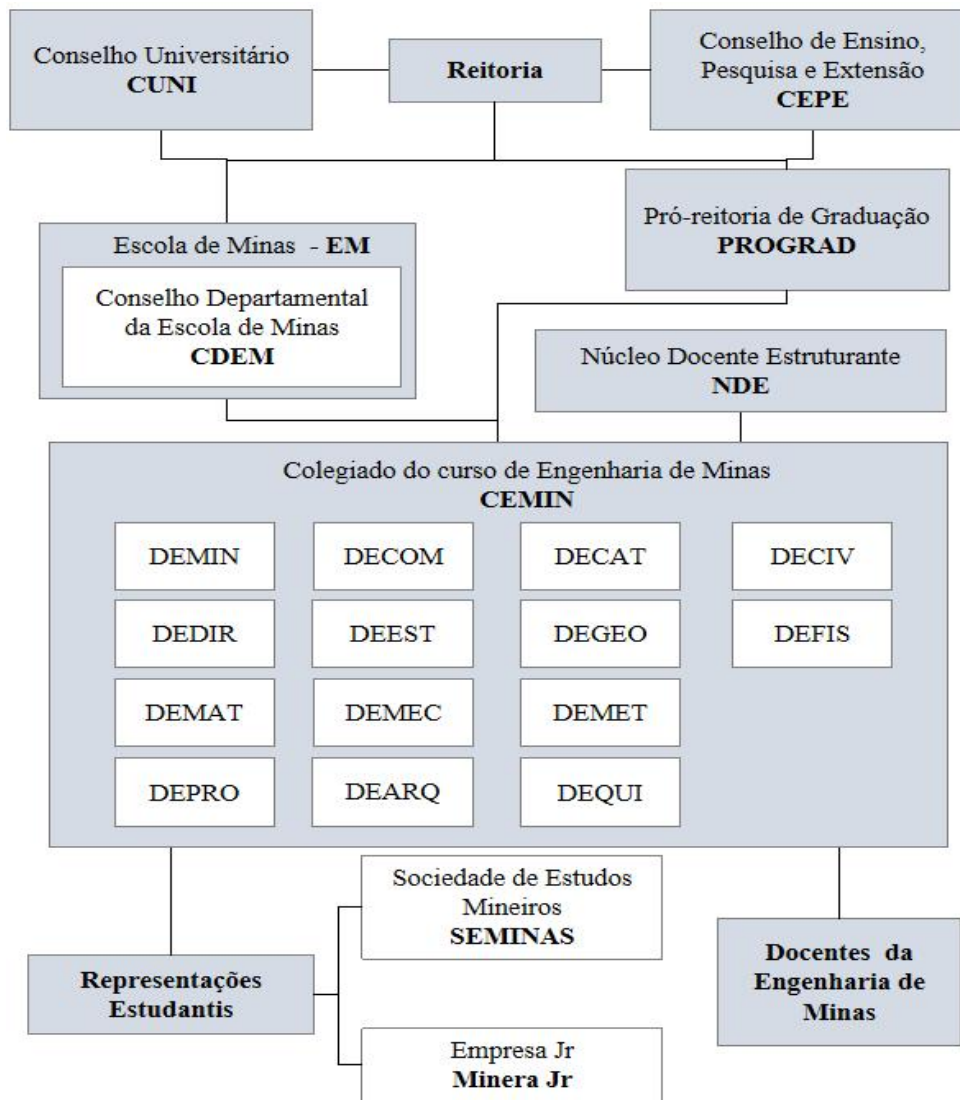 Conselho Universitário
CUNI
Reitoria
Conselho de Ensino,
Pesquisa e Extensão
CEPE
Escola de Minas - EM
Conselho Departamental
da Escola de Minas
CDEM
Pró-reitoria de Graduação
PROGRAD
Núcleo Docente Estruturante
NDE
Colegiado do curso de Engenharia de Minas
CEMIN
DEMIN
DECOM
DECAT
DECIV
DEDIR
DEEST
DEGEO
DEFIS
DEMAT
DEMEC
DEMET
DEPRO
DEARQ
DEQUI
Representações
Estudantis
Sociedade de Estudos
Mineiros
SEMINAS
Empresa Jr
Minera Jr
Docentes da
Engenharia de
Minas